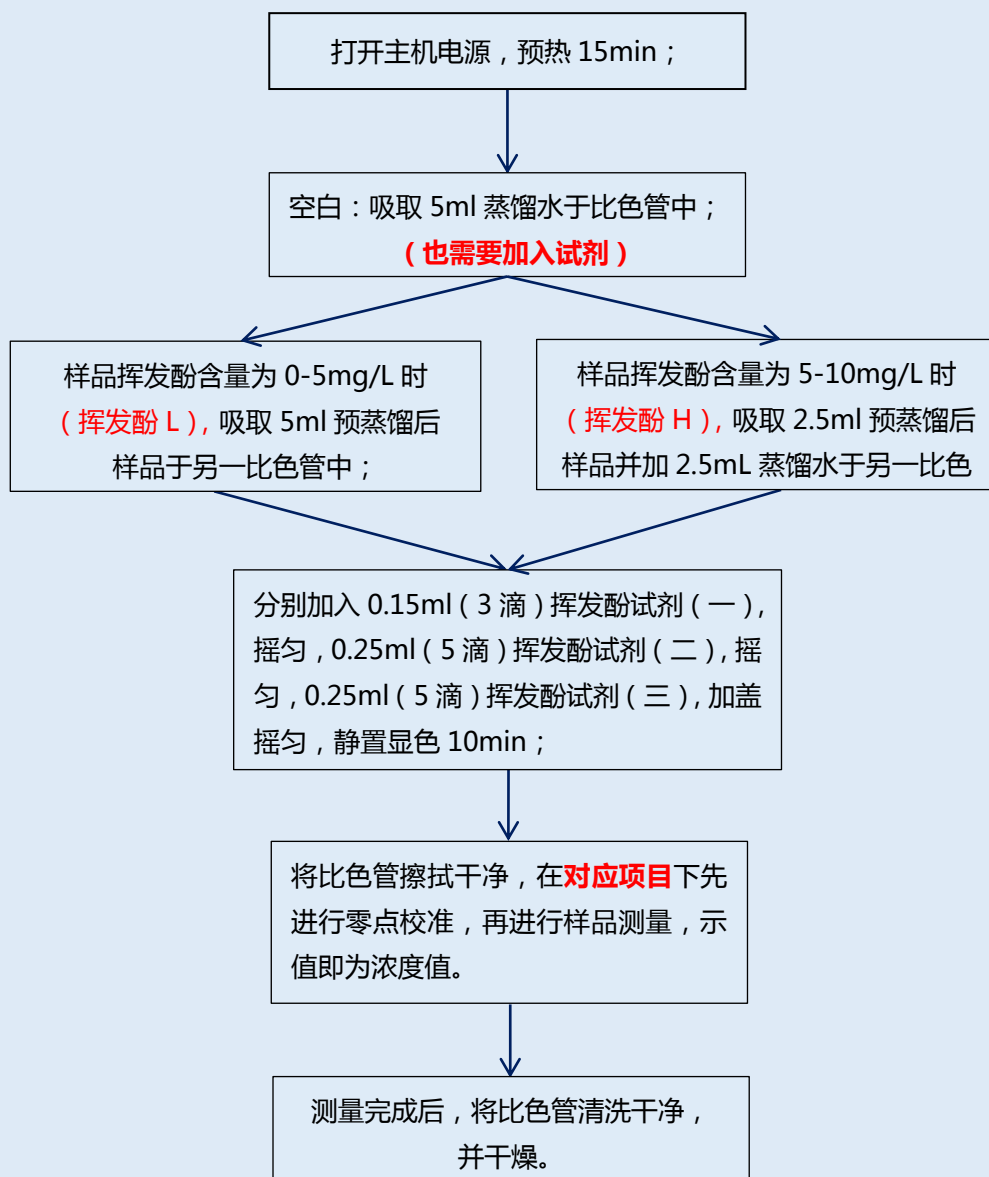 打开主机电源，预热 15min；
空白：吸取 5ml 蒸馏水于比色管中；
（也需要加入试剂）
样品挥发酚含量为 0-5mg/L 时
（挥发酚 L），吸取 5ml 预蒸馏后
样品于另一比色管中；
样品挥发酚含量为 5-10mg/L 时
（挥发酚 H），吸取 2.5ml 预蒸馏后
样品并加 2.5mL 蒸馏水于另一比色
分别加入 0.15ml（3 滴）挥发酚试剂（一），
摇匀，0.25ml（5 滴）挥发酚试剂（二），摇
匀，0.25ml（5 滴）挥发酚试剂（三），加盖
摇匀，静置显色 10min；
将比色管擦拭干净，在对应项目下先
进行零点校准，再进行样品测量，示
值即为浓度值。
测量完成后，将比色管清洗干净，
并干燥。